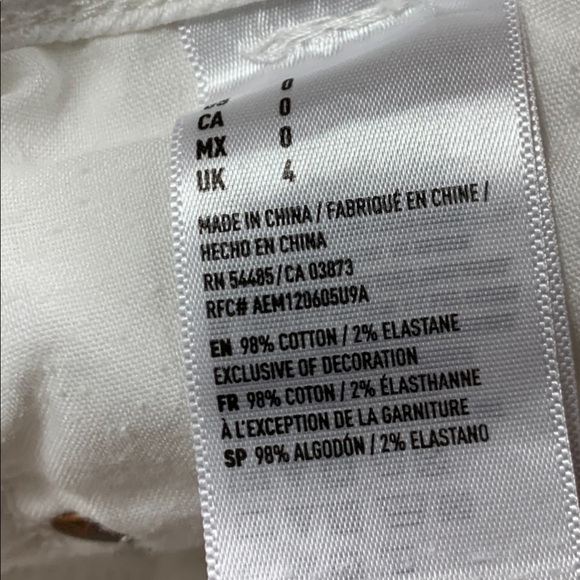 0
CA 0
MX 0
UK 4
MADE IN CHINA / FABRIQUÉ EN CHINE /
HECHO EN CHINA
RN 54485 / CA 03873
RFC# AEM120605U9A
EN 98% COTTON / 2% ELASTANE
EXCLUSIVE OF DECORATION
FR 98% COTON / 2% ÉLASTHANNE
À L'EXCEPTION DE LA GARNITURE
SP 98% ALGODÓN / 2% ELASTANO